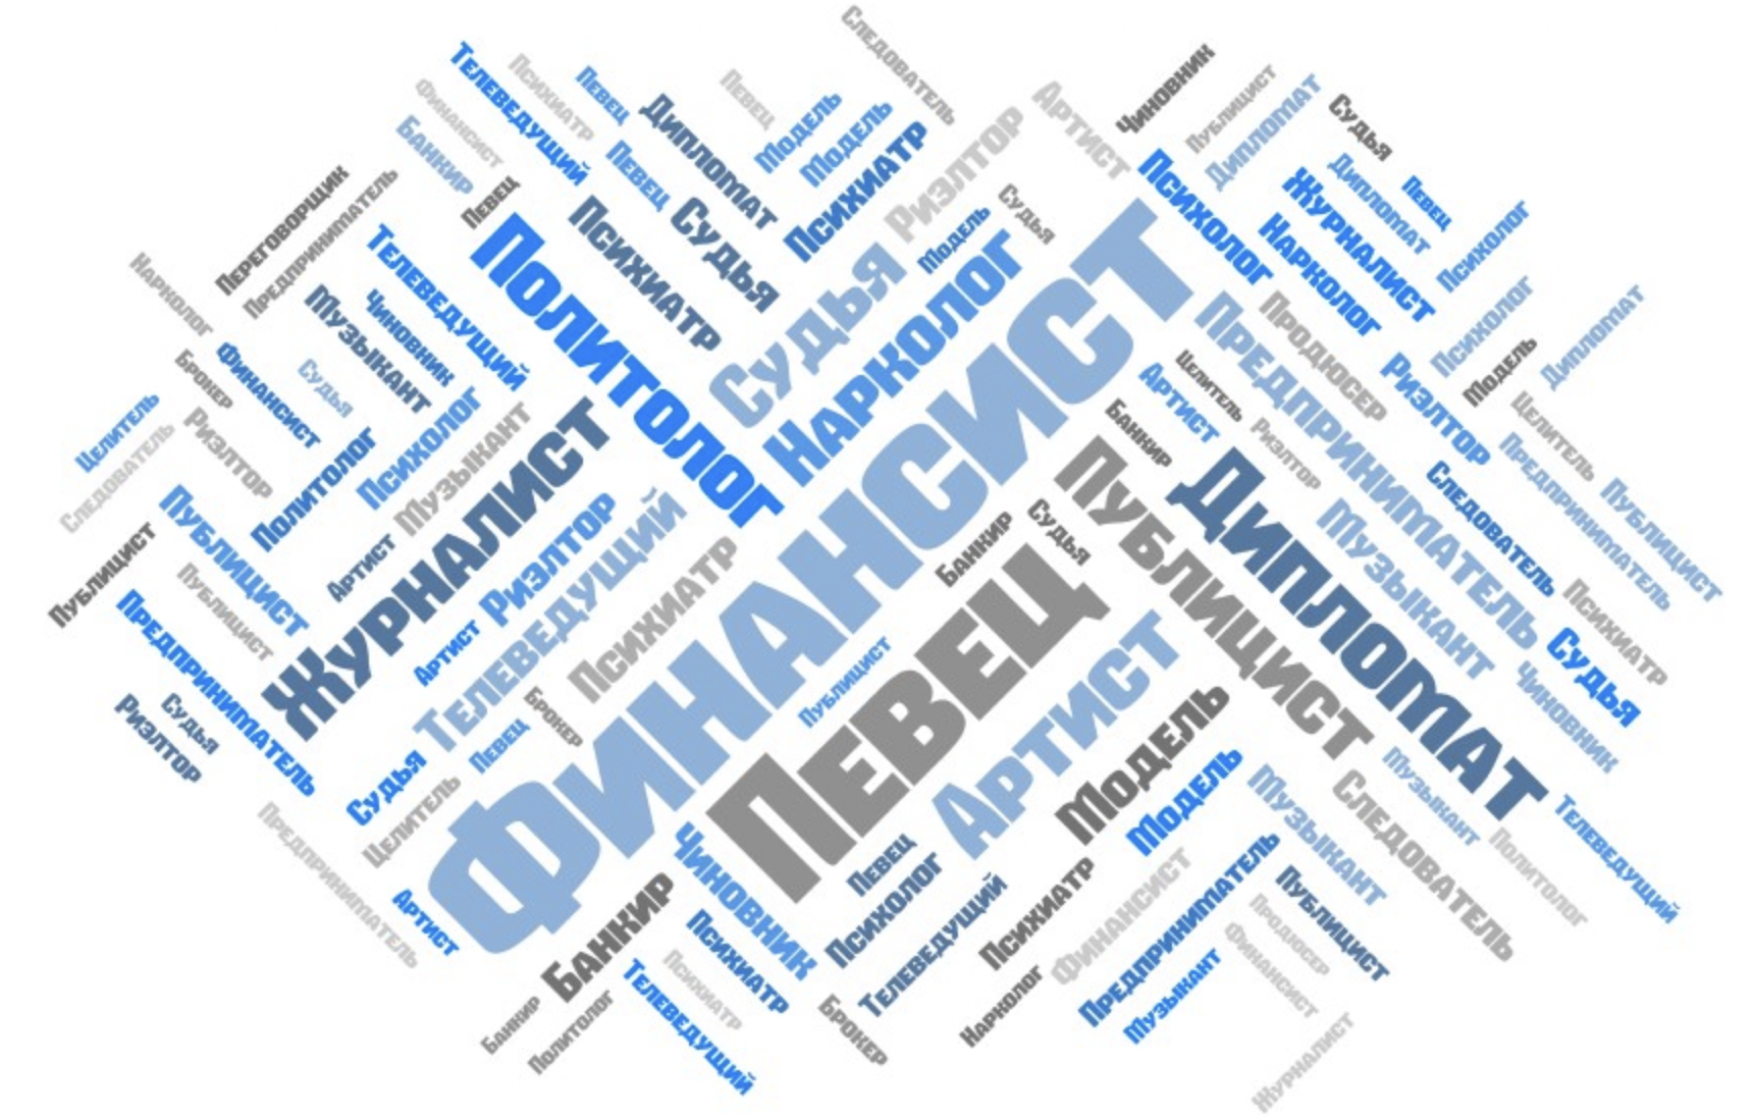 Следователь
Телеведущий
Психиатр
Певец
Певец
Модель
Модель
Дипломат
Финансист
Банкир
Певец
Певец
Психиатр
Судья
Психиатр
Риэлтор
Артист
Чиновник
Публицист
Дипломат
Судья
Психолог
Журналист
Дипломат
Певец
Нарколог
Психолог
Переговорщик
Предприниматель
Нарколог
Телеведущий
Политолог
Судья
Модель
Судья
Нарколог
Финансист
Предприниматель
Продюсер
Психолог
Дипломат
Модель
Риэлтор
Музыкант
Чиновник
Финансист
Брокер
Судья
Целитель
Следователь
Риэлтор
Политолог
Психолог
Музыкант
Журналист
Целитель
Артист
Банкир
Риэлтор
Целитель
Предприниматель
Публицист
Следователь
Дипломат
Публицист
Музыкант
Публицист
Публицист
Публицист
Артист
Риэлтор
Телеведущий
Психиатр
Банкир
Судья
Певец
Предприниматель
Артист
Публицист
Артист
Психиатр
Судья
Чиновник
Судья
Риэлтор
Брокер
Певец
Судья
Целитель
Модель
Модель
Музыкант
Музыкант
Следователь
Политолог
Телеведущий
Предприниматель
Артист
Банкир
Чиновник
Певец
Психолог
Телеведущий
Психиатр
Финансист
Предприниматель
Продюсер
Публицист
Финансист
Психиатр
Психиатр
Телеведущий
Банкир
Политолог
Брокер
Нарколог
Музыкант
Журналист